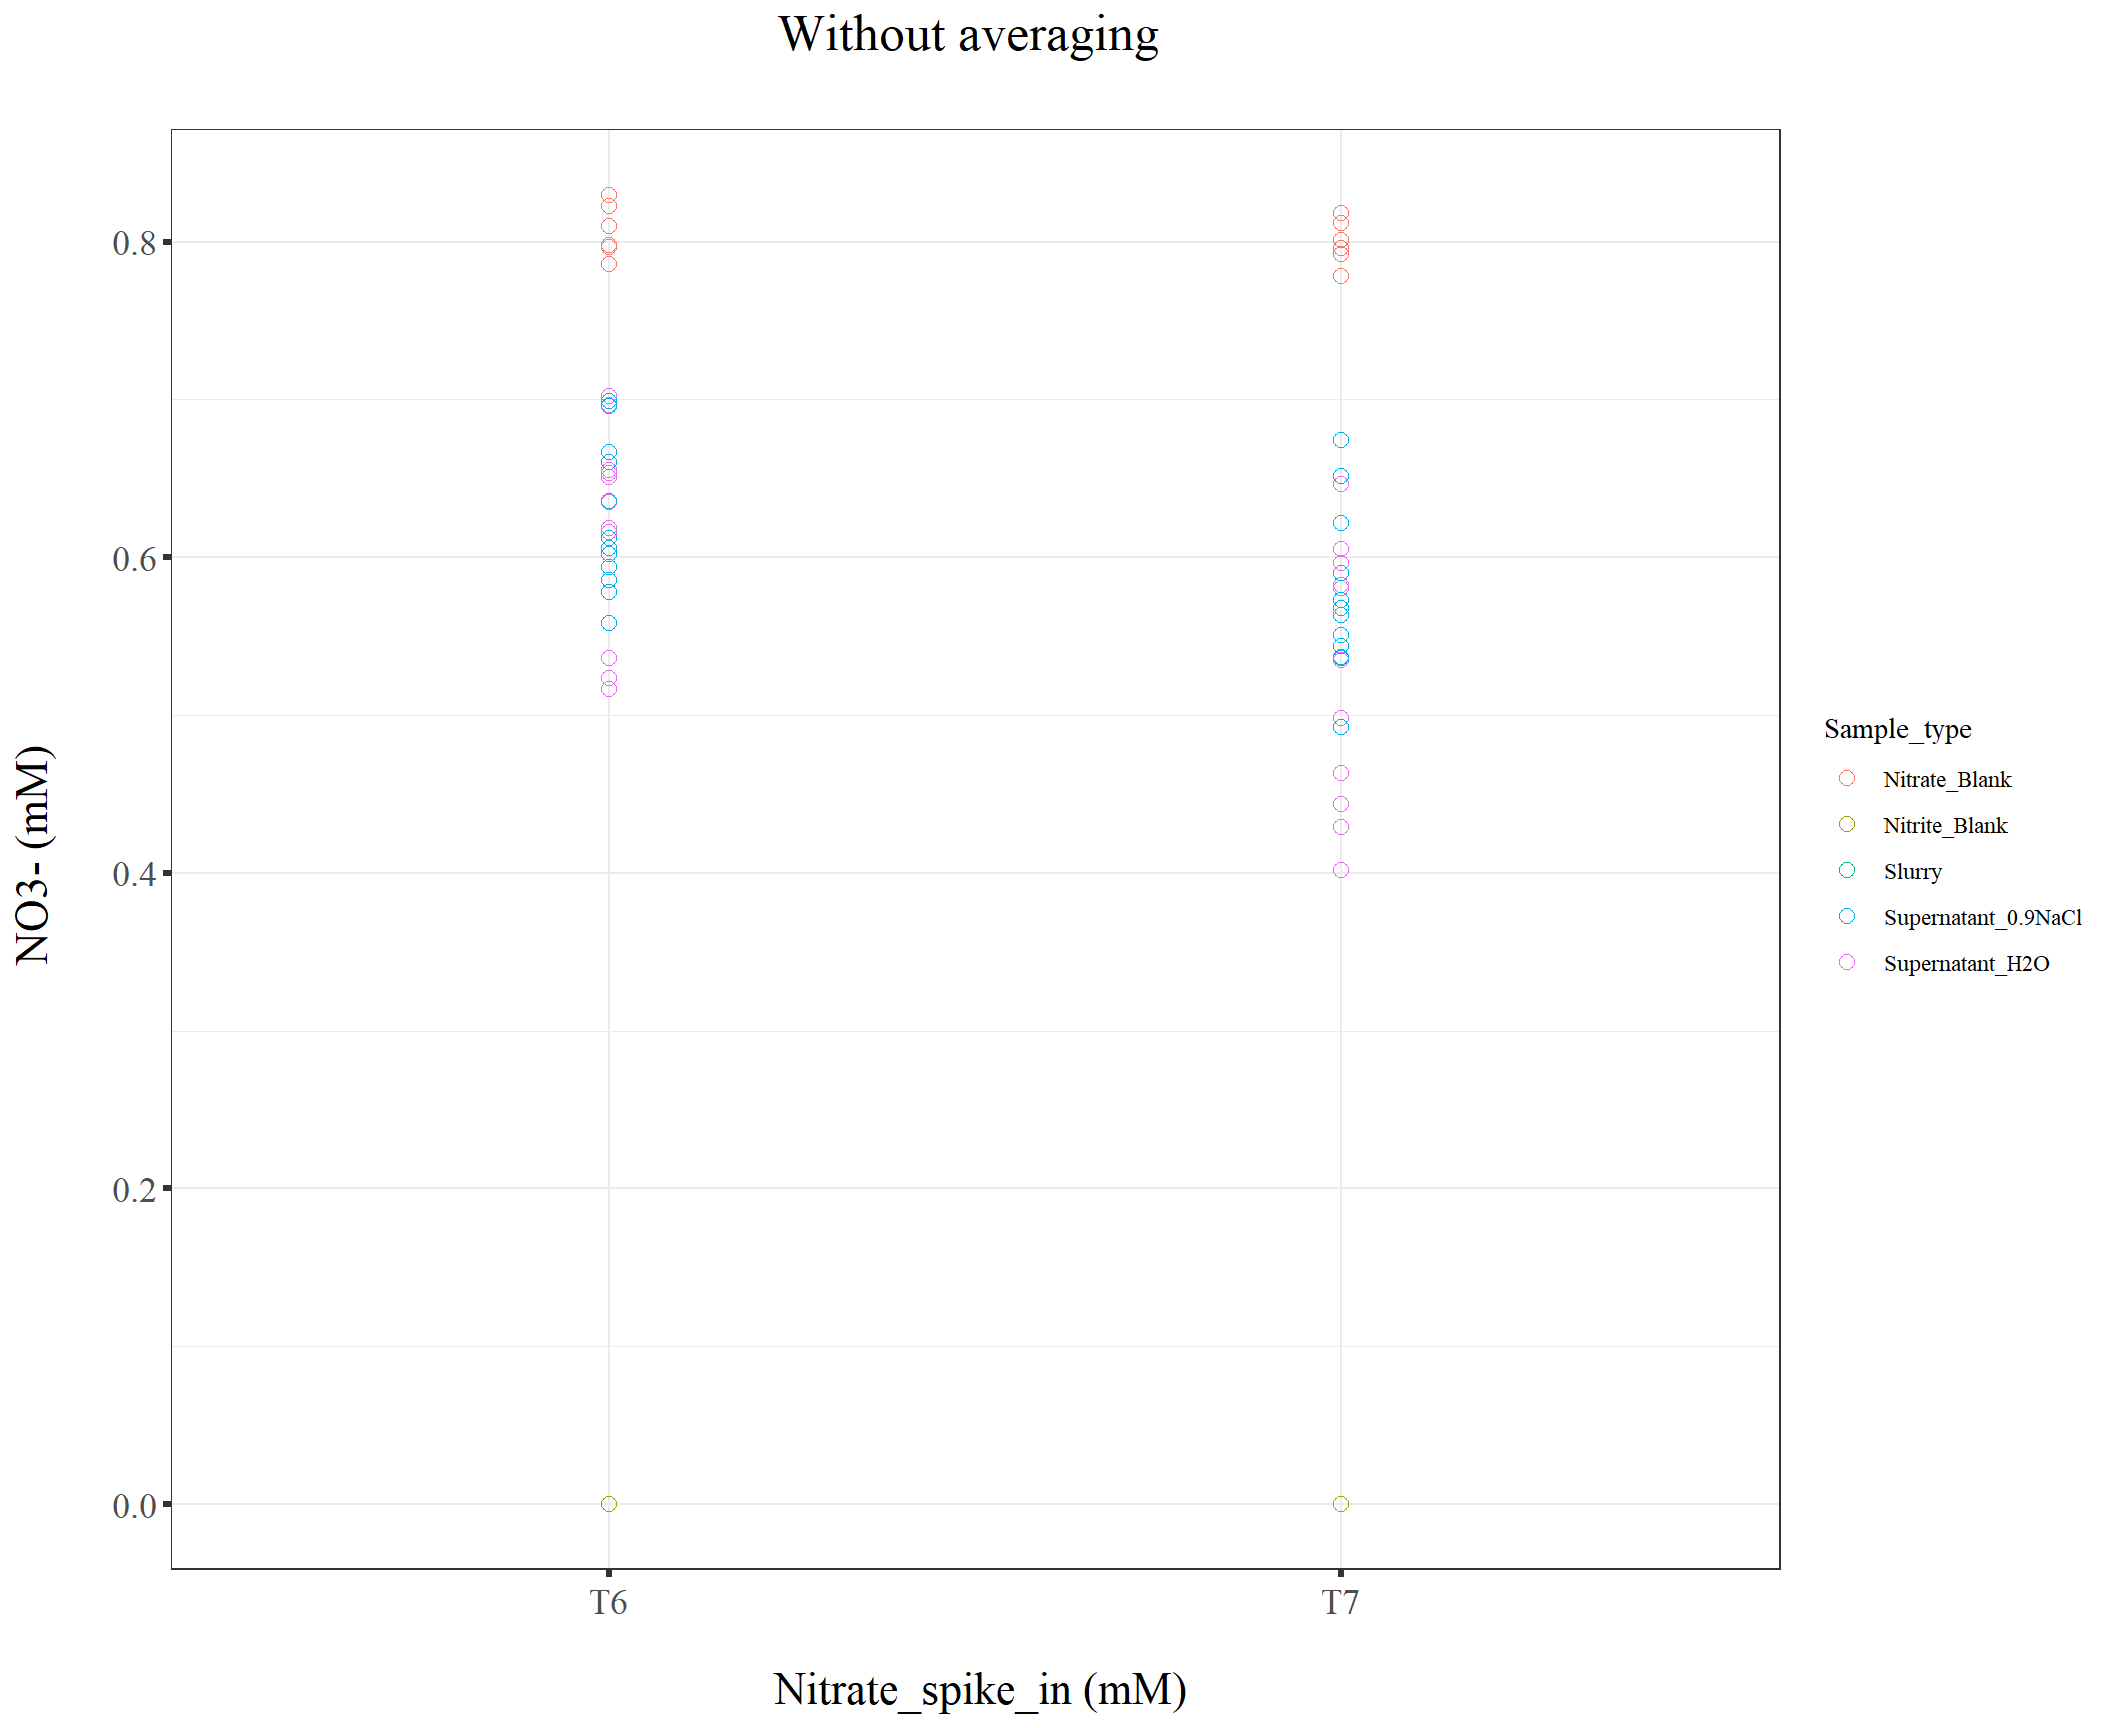 Without averaging
NO3- (mM)
0.8
0.6
0.4
0.2
0.0
T6
T7
Nitrate_spike_in (mM)
Sample_type
Nitrate_Blank
Nitrite_Blank
Slurry
Supernatant_0.9NaCl
Supernatant_H2O